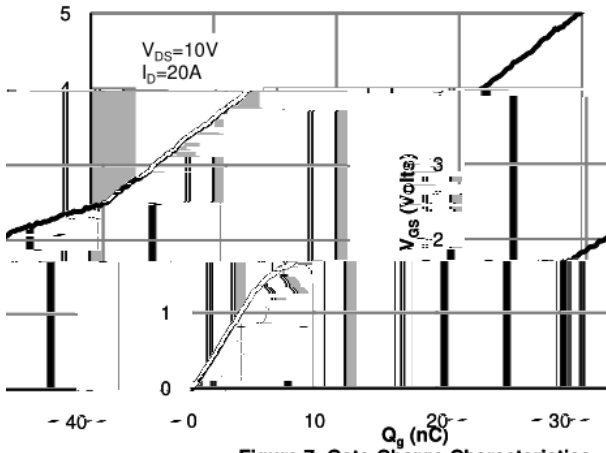 5
V_DS=10V
I_D=20A
4
3
V_GS (Volts)
2
1
0
40
0
10
20
30
Q_g (nC)
Figure 7. Gate-Charge Characteristics